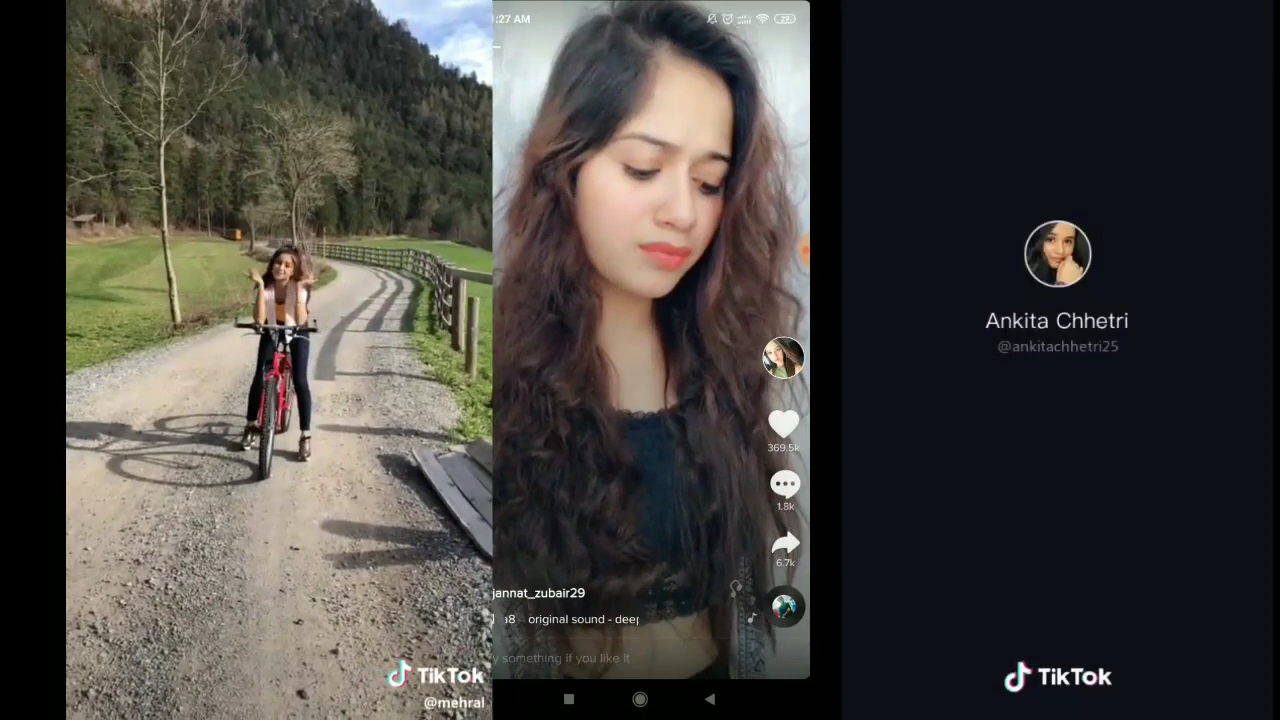 TikTok
@mehral
:27 AM
369.5k
1.8k
6.7k
jannat_zubair29
a8 original sound - deep
y something if you like it
Ankita Chhetri
@ankitachhetri25
TikTok